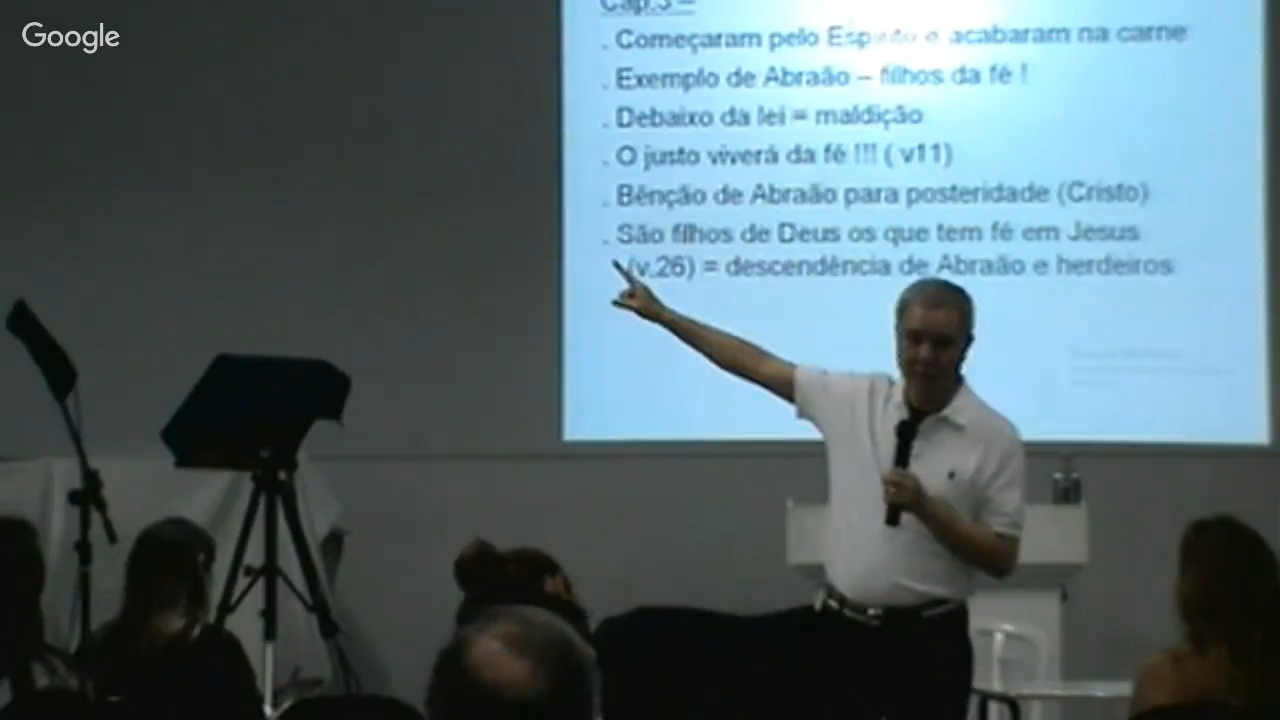 Google
Cap.3 –
. Começaram pelo Espírito e acabaram na carne
. Exemplo de Abraão – filhos da fé !
. Debaixo da lei = maldição
. O justo viverá da fé !!! ( v11)
. Bênção de Abraão para posteridade (Cristo)
. São filhos de Deus os que tem fé em Jesus
(v.26) = descendência de Abraão e herdeiros